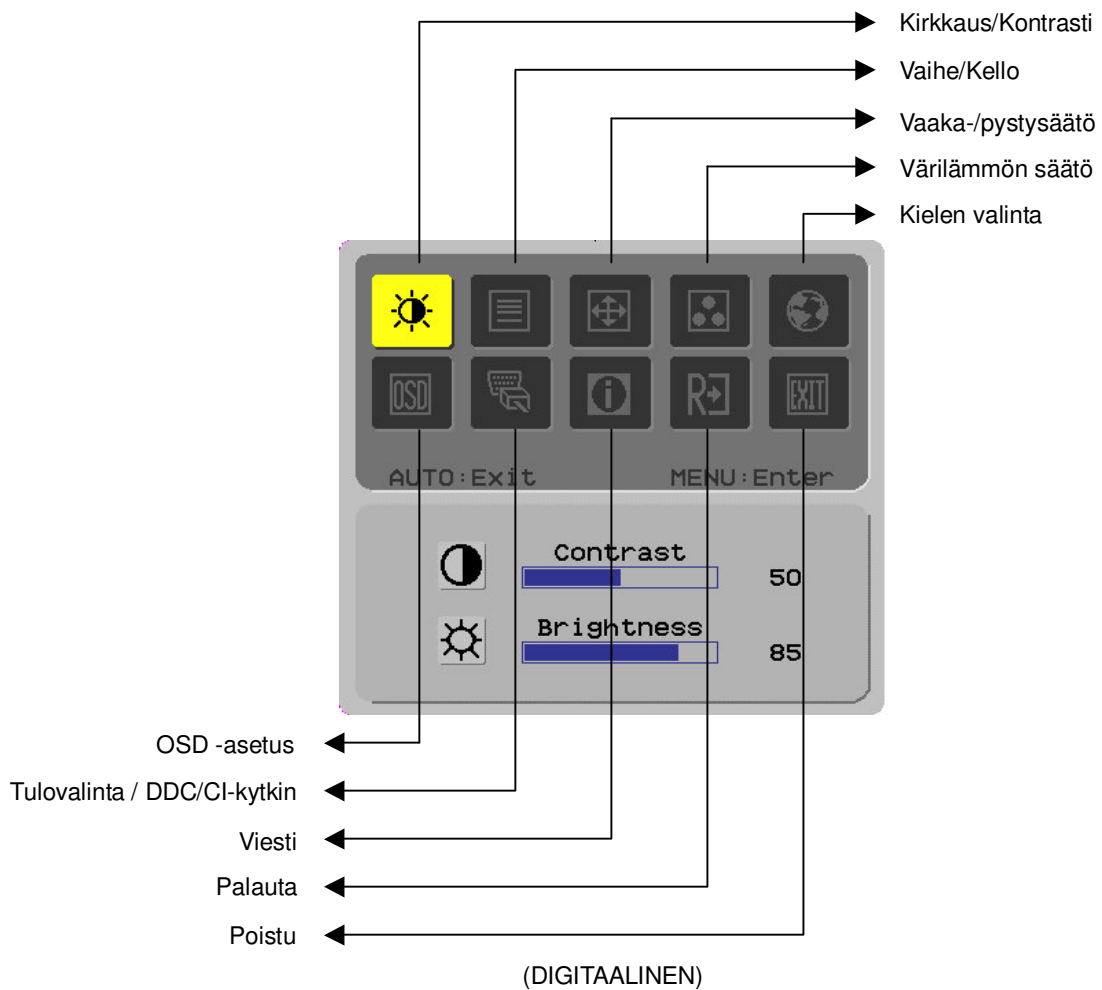 Kirkkaus/Kontrasti
Vaihe/Kello
Vaaka-/pystysäätö
Värilämmön säätö
Kielen valinta
OSD
EXIT
AUTO:Exit MENU:Enter
Contrast
50
Brightness
85
OSD -asetus
Tulovalinta / DDC/CI-kytkin
Viesti
Palauta
Poistu
(DIGITAALINEN)